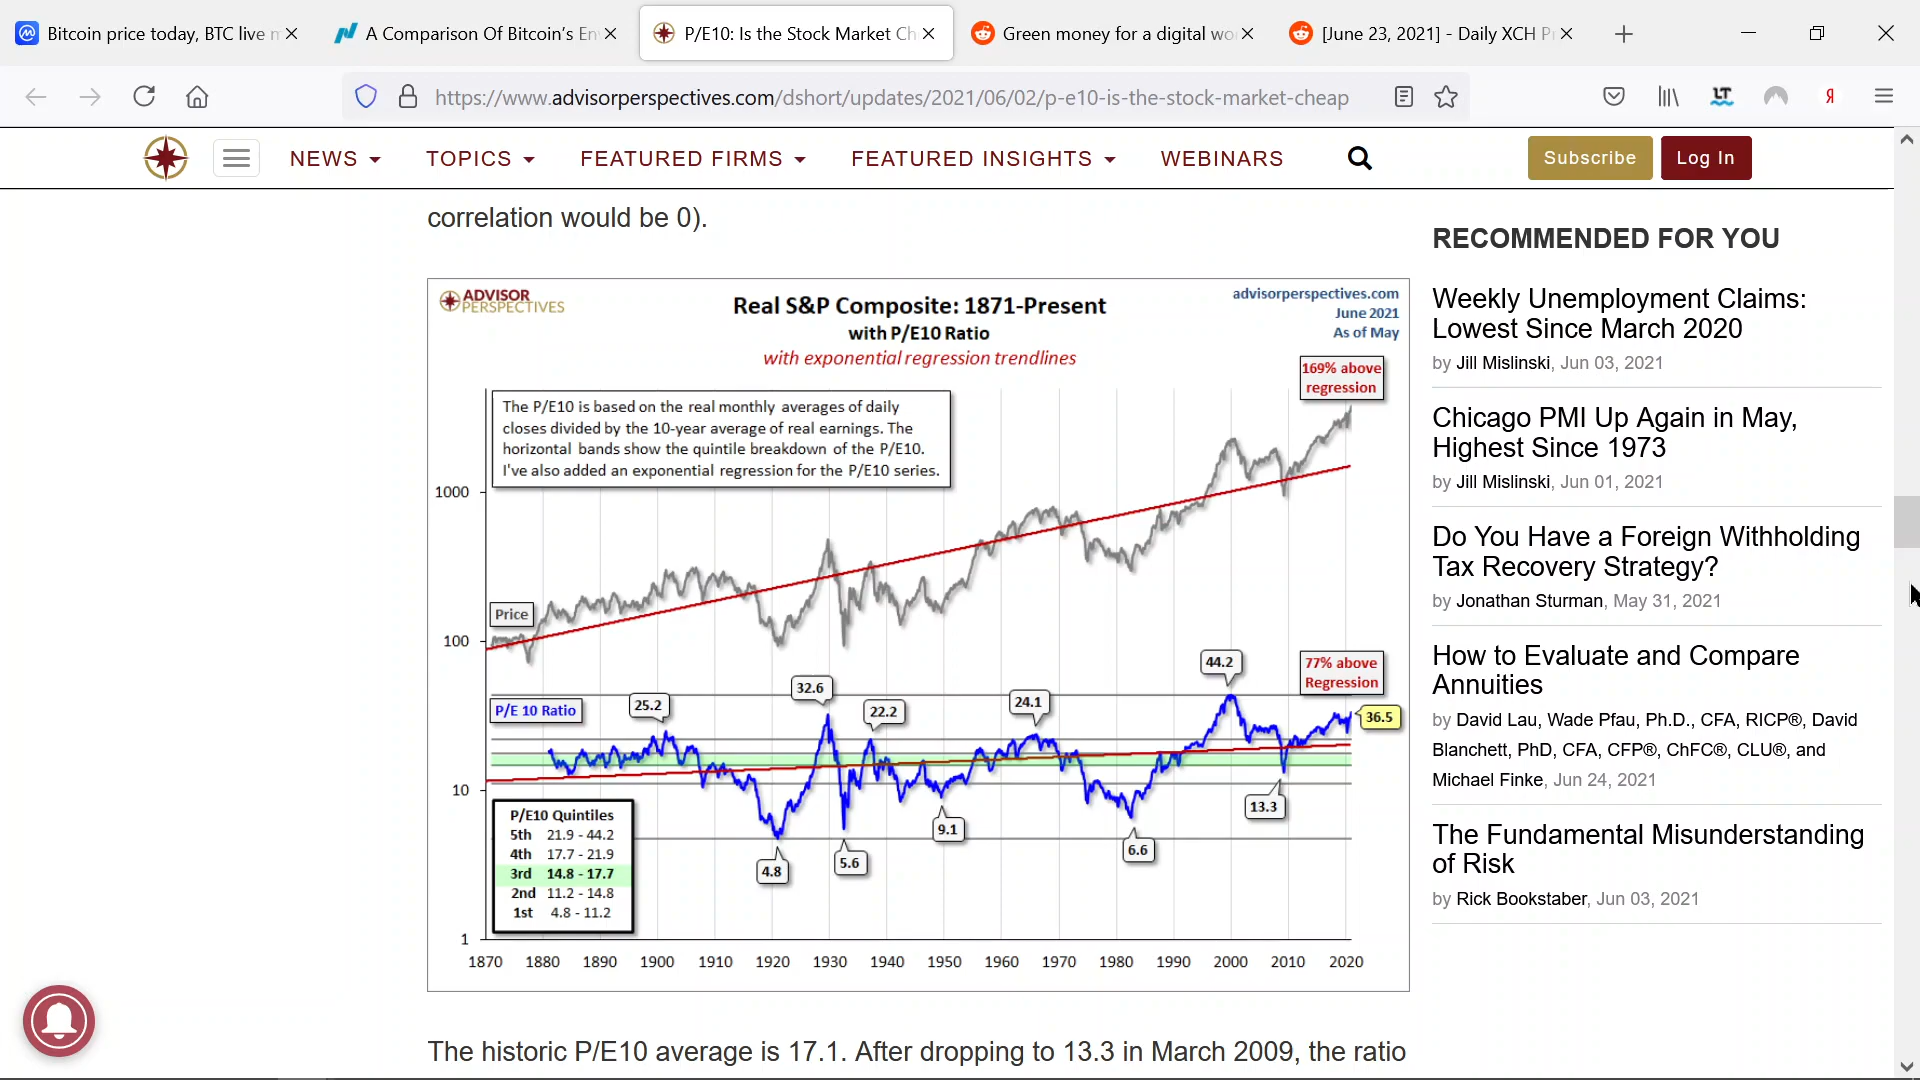 Bitcoin price today, BTC live m
A Comparison Of Bitcoin's En
P/E10: Is the Stock Market Ch
Green money for a digital wo
[June 23, 2021] - Daily XCH P
https://www.advisorperspectives.com/dshort/updates/2021/06/02/p-e10-is-the-stock-market-cheap
LT
Я
NEWS
TOPICS
FEATURED FIRMS
FEATURED INSIGHTS
WEBINARS
Subscribe
Log In
correlation would be 0).
ADVISOR
PERSPECTIVES
Real S&P Composite: 1871-Present
with P/E10 Ratio
with exponential regression trendlines
advisorperspectives.com
June 2021
As of May
169% above
regression
The P/E10 is based on the real monthly averages of daily
closes divided by the 10-year average of real earnings. The
horizontal bands show the quintile breakdown of the P/E10.
I've also added an exponential regression for the P/E10 series.
1000
Price
100
44.2
77% above
Regression
32.6
25.2
24.1
22.2
P/E 10 Ratio
36.5
10
13.3
9.1
6.6
5.6
4.8
P/E10 Quintiles
5th 21.9 - 44.2
4th 17.7 - 21.9
3rd 14.8 - 17.7
2nd 11.2 - 14.8
1st 4.8 - 11.2
1
1870 1880 1890 1900 1910 1920 1930 1940 1950 1960 1970 1980 1990 2000 2010 2020
The historic P/E10 average is 17.1. After dropping to 13.3 in March 2009, the ratio
RECOMMENDED FOR YOU
Weekly Unemployment Claims:
Lowest Since March 2020
by Jill Mislinski, Jun 03, 2021
Chicago PMI Up Again in May,
Highest Since 1973
by Jill Mislinski, Jun 01, 2021
Do You Have a Foreign Withholding
Tax Recovery Strategy?
by Jonathan Sturman, May 31, 2021
How to Evaluate and Compare
Annuities
by David Lau, Wade Pfau, Ph.D., CFA, RICP®, David
Blanchett, PhD, CFA, CFP®, ChFC®, CLU®, and
Michael Finke, Jun 24, 2021
The Fundamental Misunderstanding
of Risk
by Rick Bookstaber, Jun 03, 2021